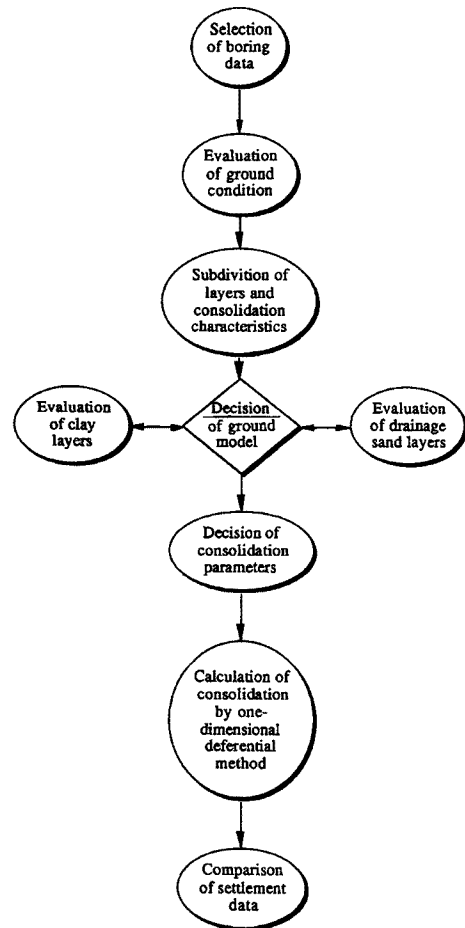 Selection
of boring
data
Evaluation
of ground
condition
Subdivition of
layers and
consolidation
characteristics
Evaluation
of clay
layers
Decision
of ground
model
Evaluation
of drainage
sand layers
Decision of
consolidation
parameters
Calculation of
consolidation
by one-
dimensional
deferential
method
Comparison
of settlement
data